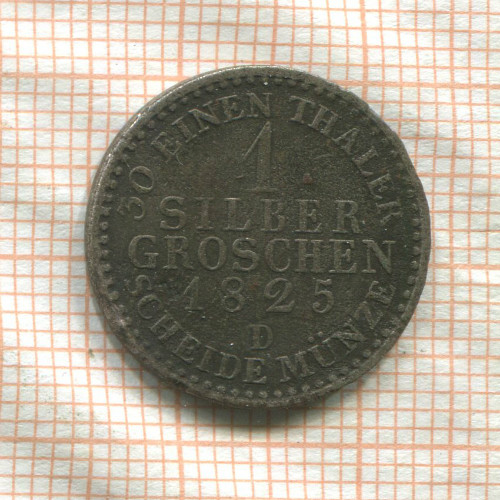 30 EINEN THALER
1
SILBER
GROSCHEN
1825
D
SCHEIDE MÜNZE